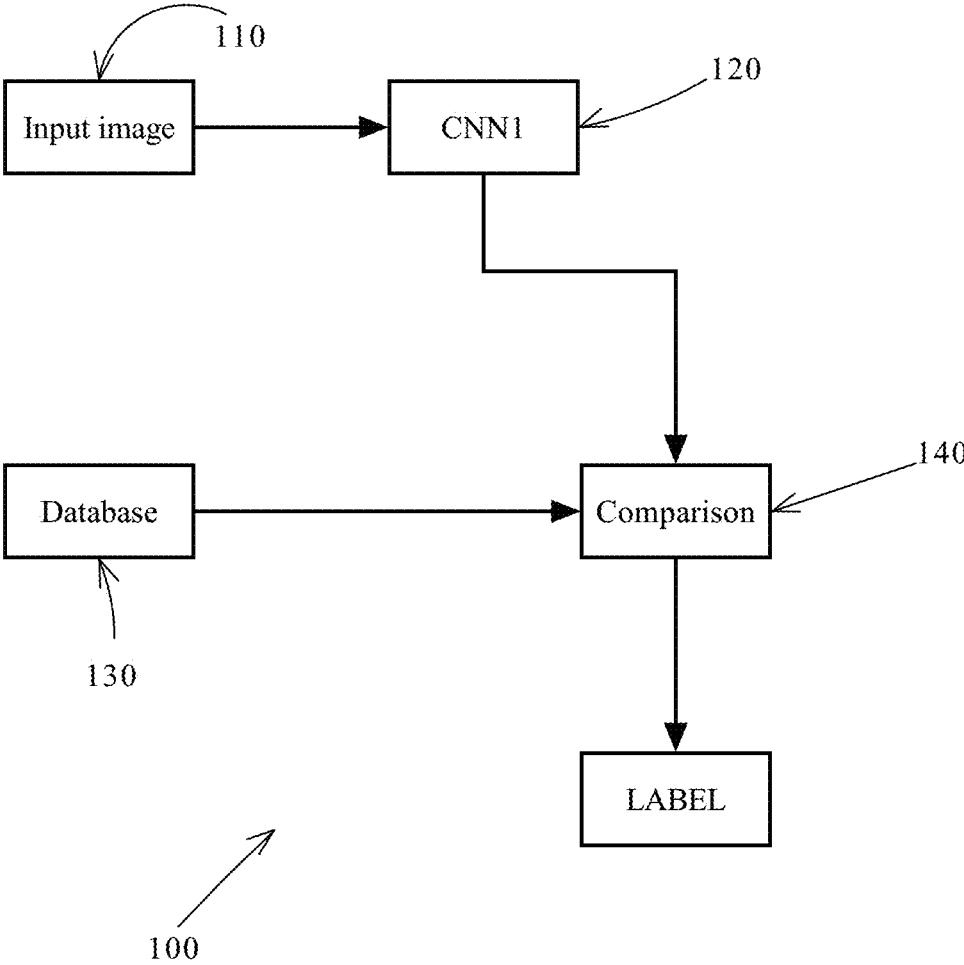 110
Input image
CNN1
120
Database
Comparison
140
130
LABEL
100